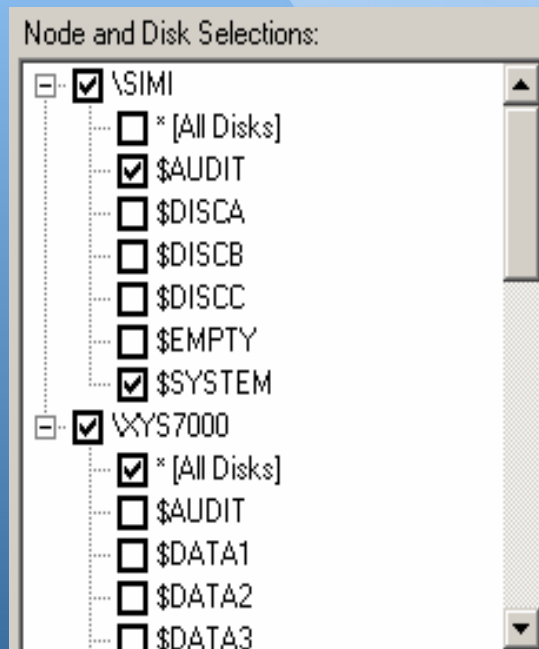 Node and Disk Selections:
\SIMI
* [All Disks]
$AUDIT
$DISCA
$DISCB
$DISCC
$EMPTY
$SYSTEM
\XYS7000
* [All Disks]
$AUDIT
$DATA1
$DATA2
$DATA3